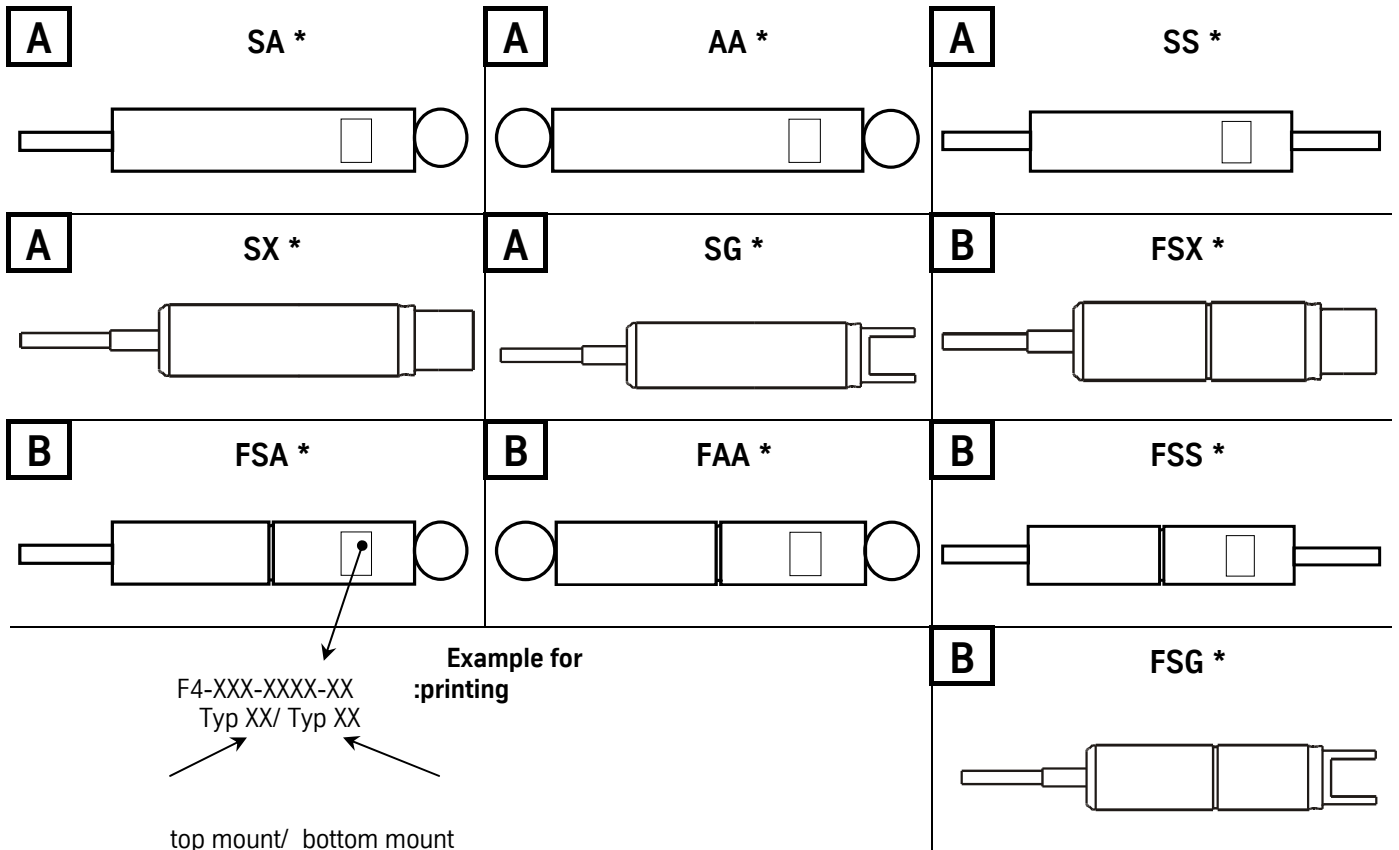 A
SA *
A
AA *
A
SS *
A
SX *
A
SG *
B
FSX *
B
FSA *
B
FAA *
B
FSS *
Example for
:printing
F4-XXX-XXXX-XX
Typ XX/ Typ XX
top mount/ bottom mount
B
FSG *